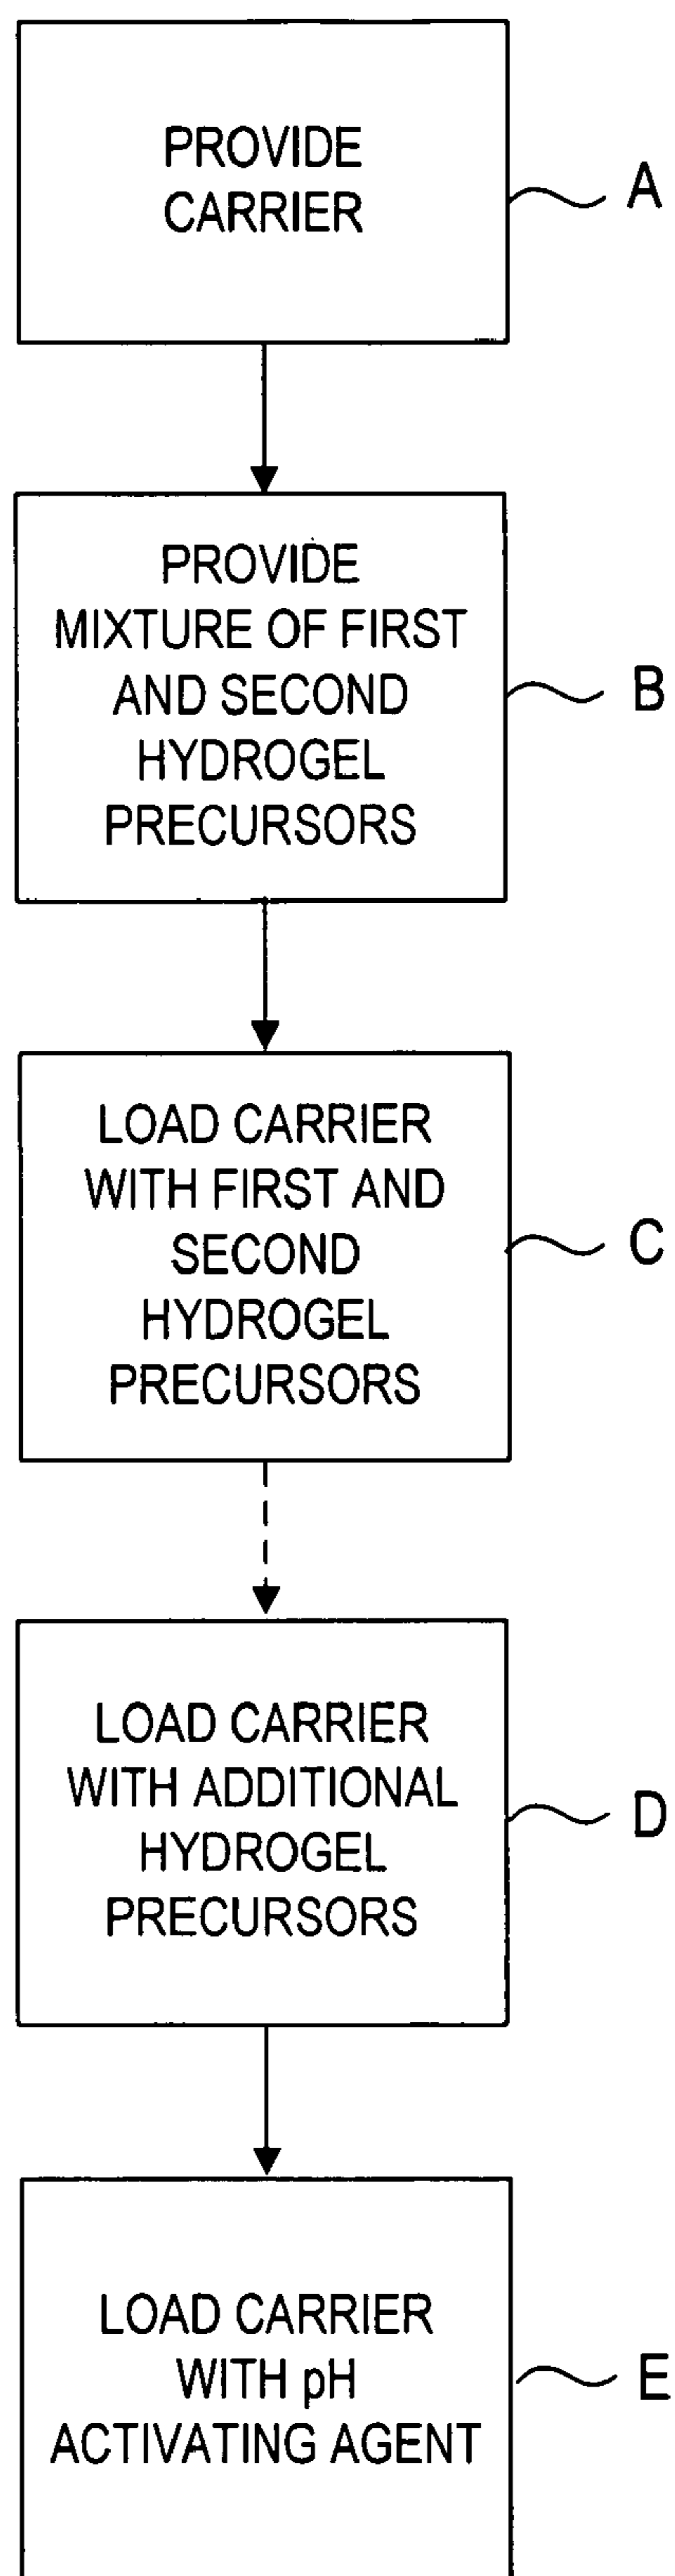 PROVIDE
CARRIER
A
PROVIDE
MIXTURE OF FIRST
AND SECOND
HYDROGEL
PRECURSORS
B
LOAD CARRIER
WITH FIRST AND
SECOND
HYDROGEL
PRECURSORS
C
LOAD CARRIER
WITH ADDITIONAL
HYDROGEL
PRECURSORS
D
LOAD CARRIER
WITH pH
ACTIVATING AGENT
E